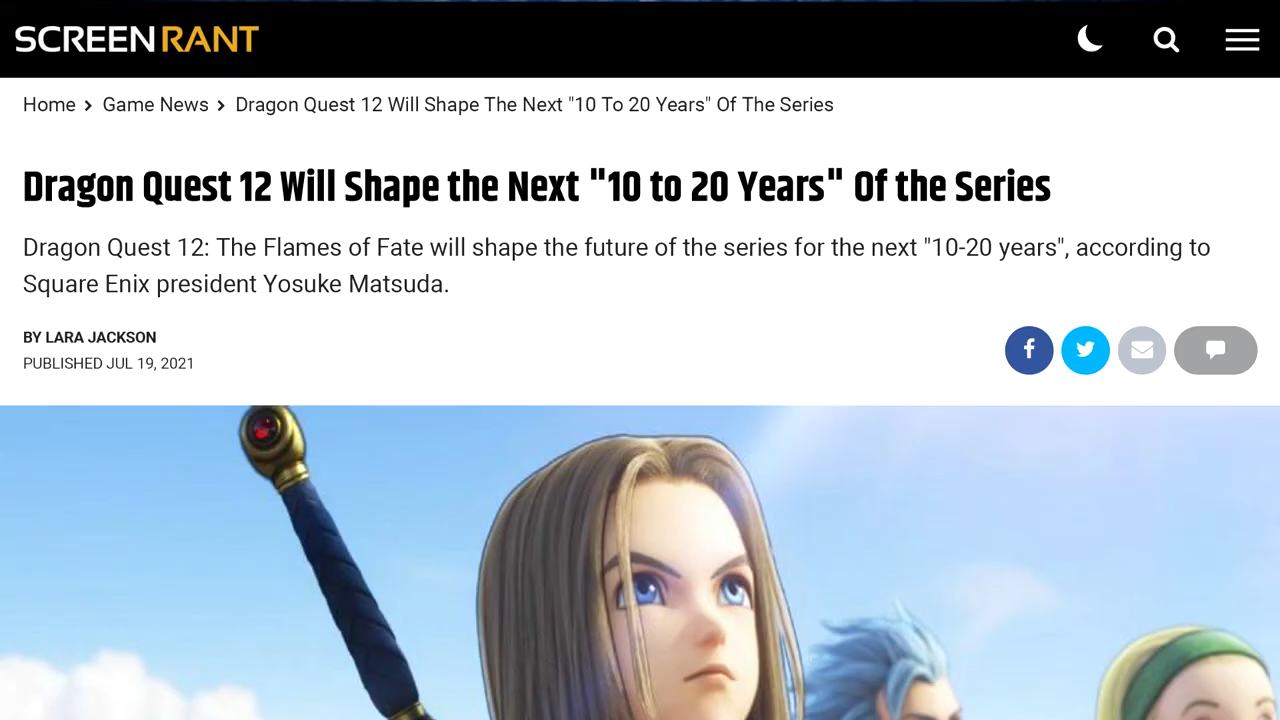 SCREENRANT
Home > Game News > Dragon Quest 12 Will Shape The Next "10 To 20 Years" Of The Series
Dragon Quest 12 Will Shape the Next "10 to 20 Years" Of the Series
Dragon Quest 12: The Flames of Fate will shape the future of the series for the next "10-20 years", according to
Square Enix president Yosuke Matsuda.
BY LARA JACKSON
PUBLISHED JUL 19, 2021